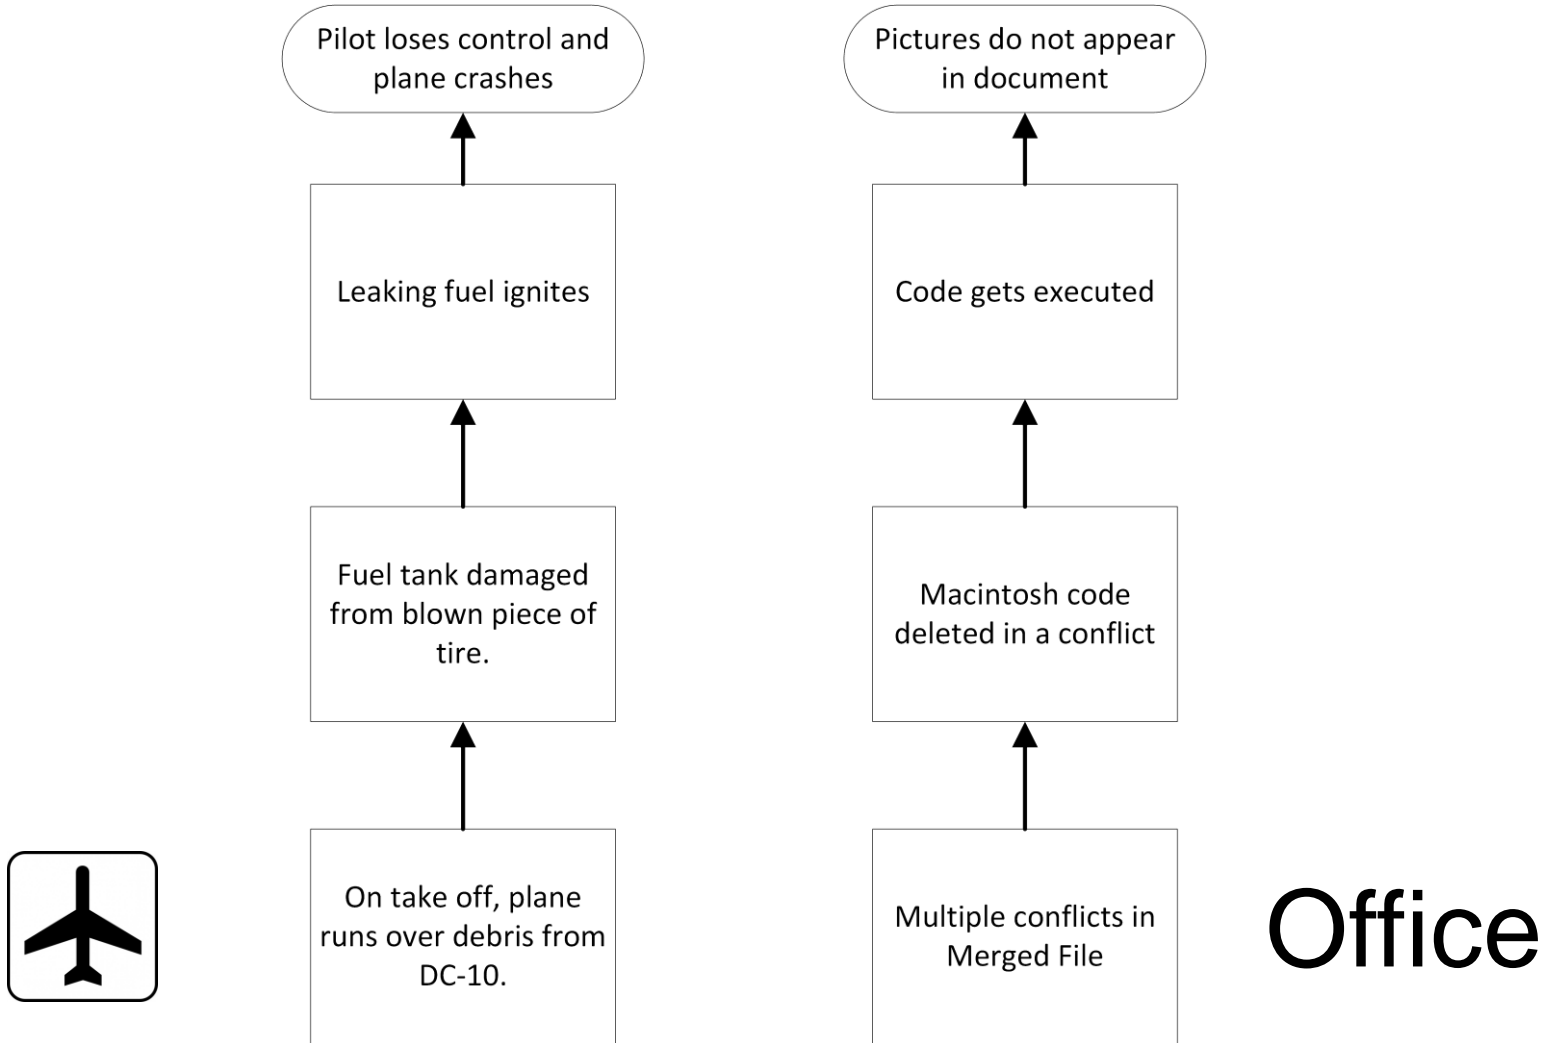 Pilot loses control and
plane crashes
Pictures do not appear
in document
Leaking fuel ignites
Code gets executed
Fuel tank damaged
from blown piece of
tire.
Macintosh code
deleted in a conflict
On take off, plane
runs over debris from
DC-10.
Multiple conflicts in
Merged File
Office